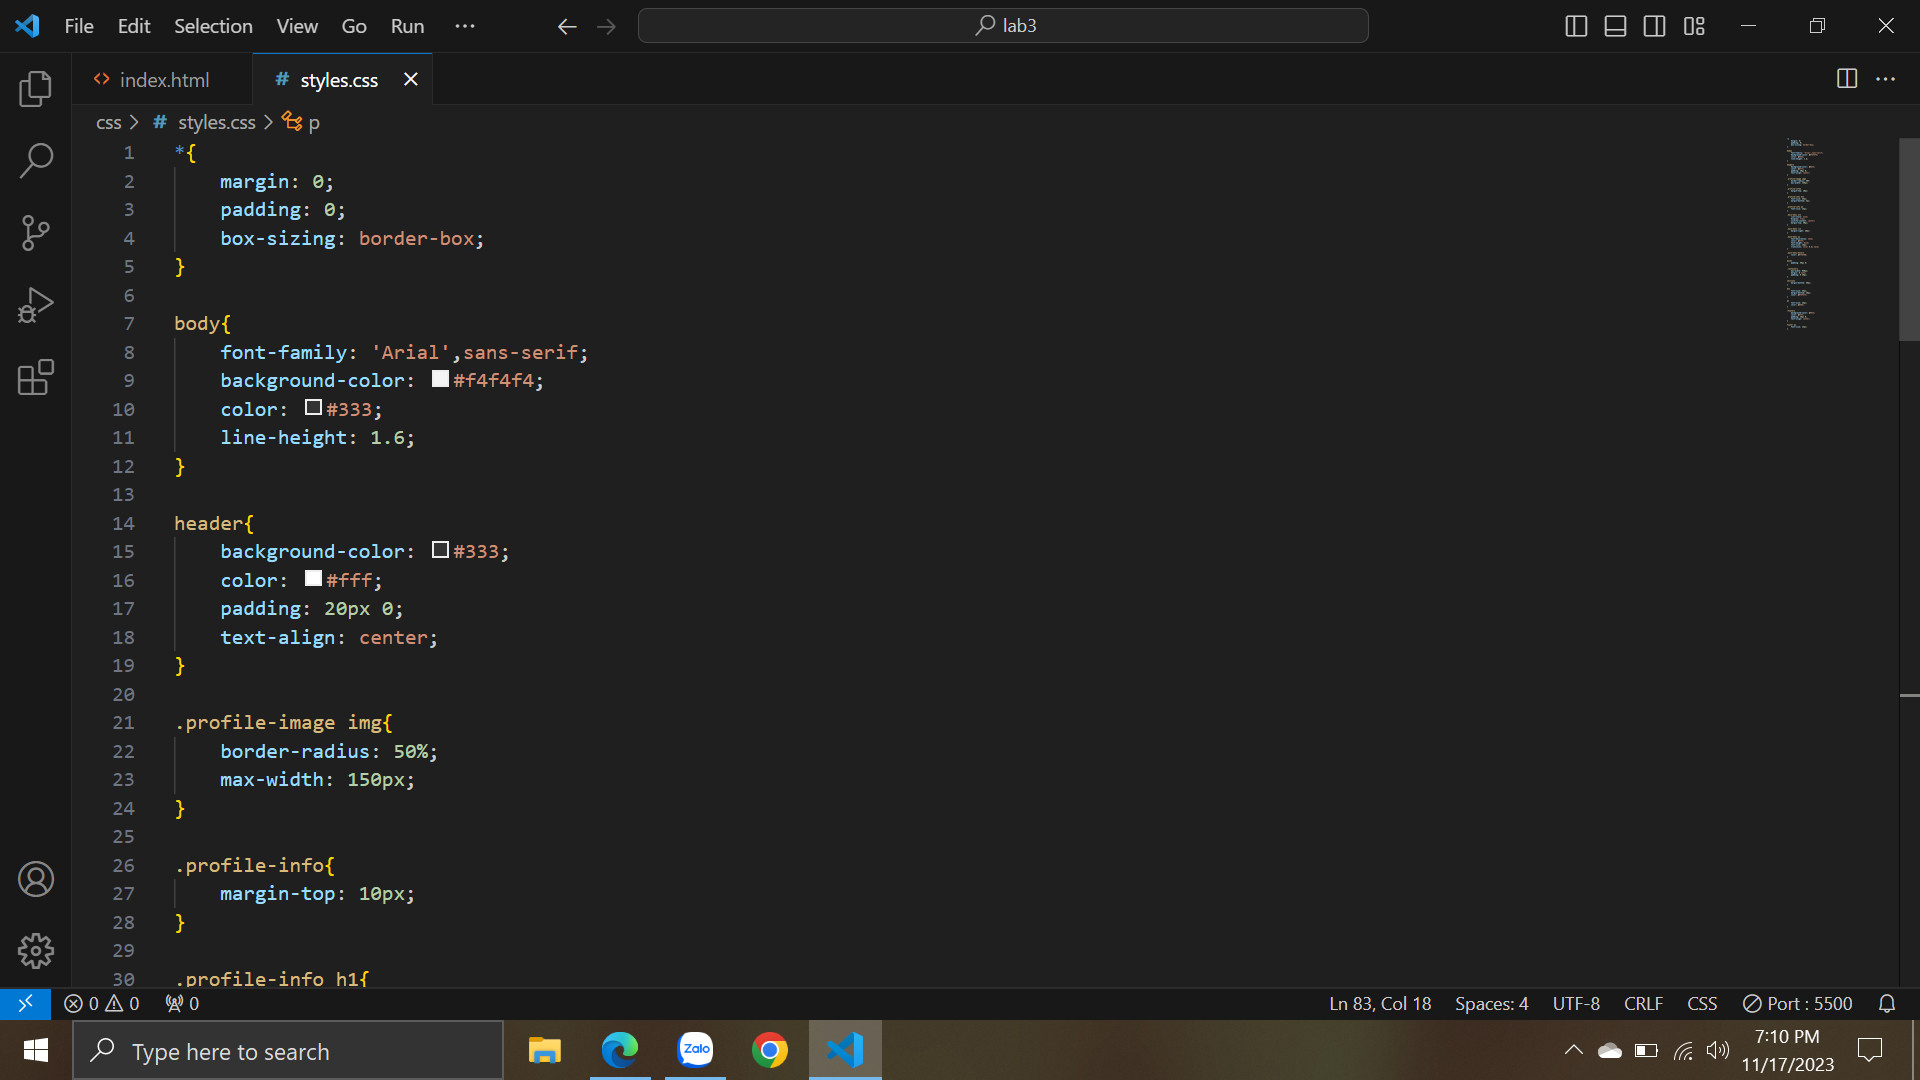 File Edit Selection View Go Run ··· lab3
index.html # styles.css
css > # styles.css > p
1 *{
2 margin: 0;
3 padding: 0;
4 box-sizing: border-box;
5 }
6
7 body{
8 font-family: 'Arial',sans-serif;
9 background-color: #f4f4f4;
10 color: #333;
11 line-height: 1.6;
12 }
13
14 header{
15 background-color: #333;
16 color: #fff;
17 padding: 20px 0;
18 text-align: center;
19 }
20
21 .profile-image img{
22 border-radius: 50%;
23 max-width: 150px;
24 }
25
26 .profile-info{
27 margin-top: 10px;
28 }
29
30 .profile-info h1{
0 0 0 Ln 83, Col 18 Spaces: 4 UTF-8 CRLF CSS Port : 5500
Type here to search Zalo 7:10 PM
11/17/2023